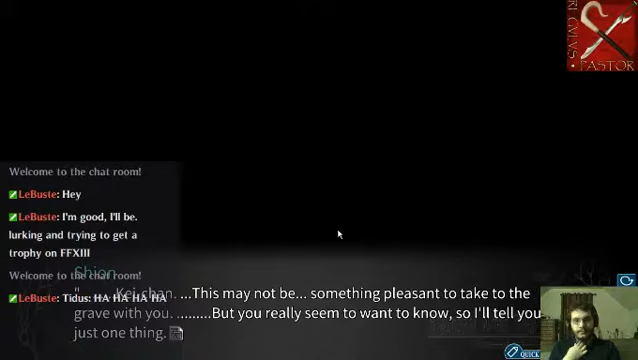 RI CVLVS
• PASTOR
Welcome to the chat room!
LeBuste: Hey
LeBuste: I'm good, I'll be.
lurking and trying to get a
trophy on FFXIII
Welcome to the chat room!
LeBuste: Tidus: HA HA HA HA
Shion
"......Kei-chan. ...This may not be... something pleasant to take to the
grave with you. .........But you really seem to want to know, so I'll tell you
just one thing.
QUICK